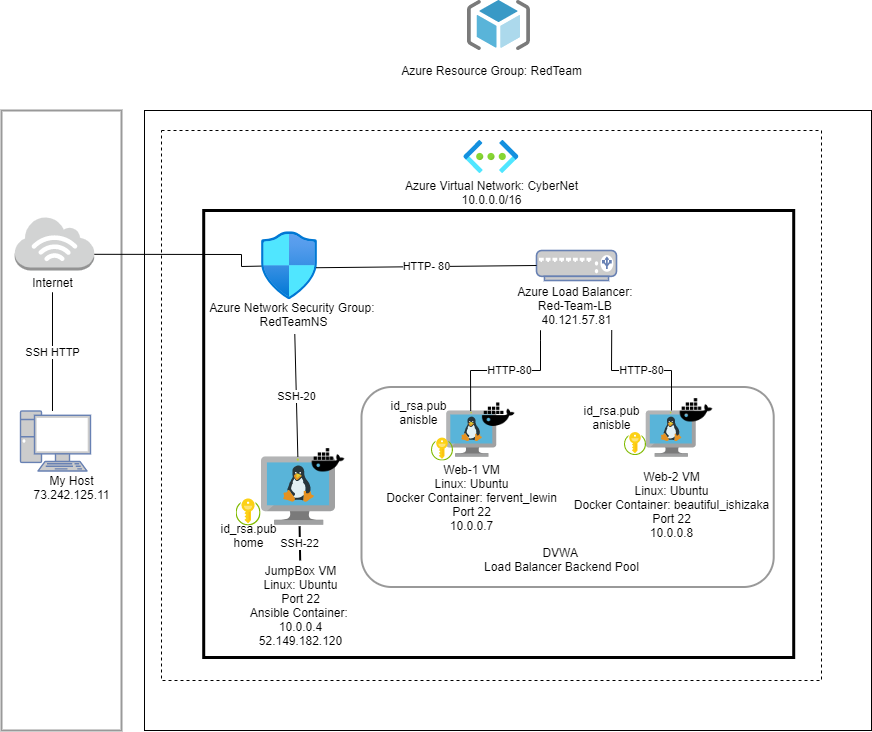 Azure Resource Group: RedTeam
Azure Virtual Network: CyberNet
10.0.0.0/16
Internet
SSH HTTP
My Host
73.242.125.11
Azure Network Security Group:
RedTeamNS
HTTP- 80
Azure Load Balancer:
Red-Team-LB
40.121.57.81
SSH-20
HTTP-80
HTTP-80
id_rsa.pub
home
SSH-22
JumpBox VM
Linux: Ubuntu
Port 22
Ansible Container:
10.0.0.4
52.149.182.120
id_rsa.pub
anisble
Web-1 VM
Linux: Ubuntu
Docker Container: fervent_lewin
Port 22
10.0.0.7
id_rsa.pub
anisble
Web-2 VM
Linux: Ubuntu
Docker Container: beautiful_ishizaka
Port 22
10.0.0.8
DVWA
Load Balancer Backend Pool